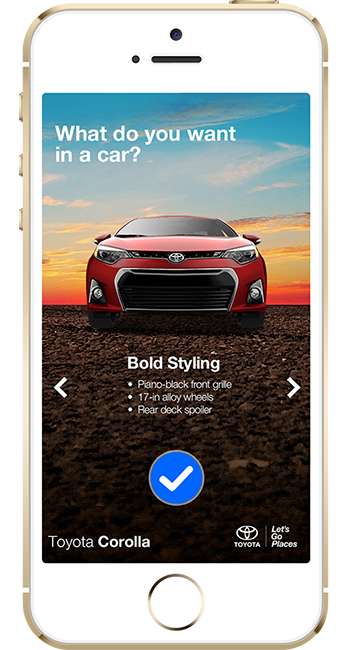 What do you want
in a car?
Bold Styling
• Piano-black front grille
• 17-in alloy wheels
• Rear deck spoiler
Toyota Corolla
TOYOTA
Let's
Go
Places